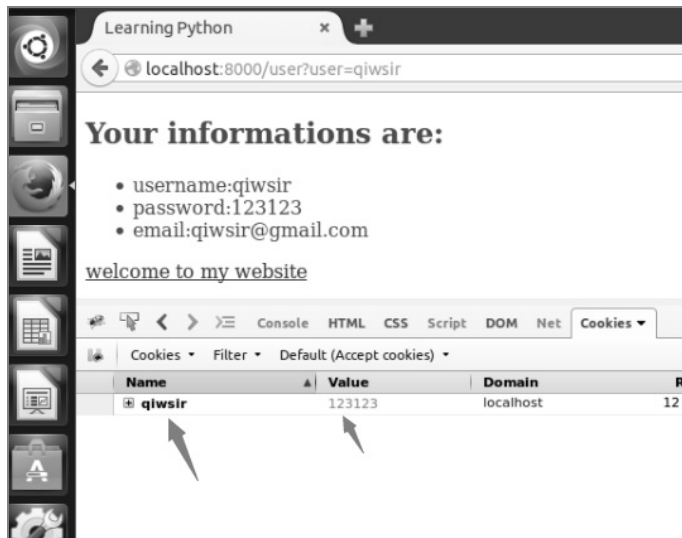 Learning Python
localhost:8000/user?user=qiwsir
Your informations are:
• username:qiwsir
• password:123123
• email:qiwsir@gmail.com
welcome to my website
Console HTML CSS Script DOM Net Cookies
Cookies Filter Default (Accept cookies)
Name Value Domain R
qiwsir 123123 localhost 12